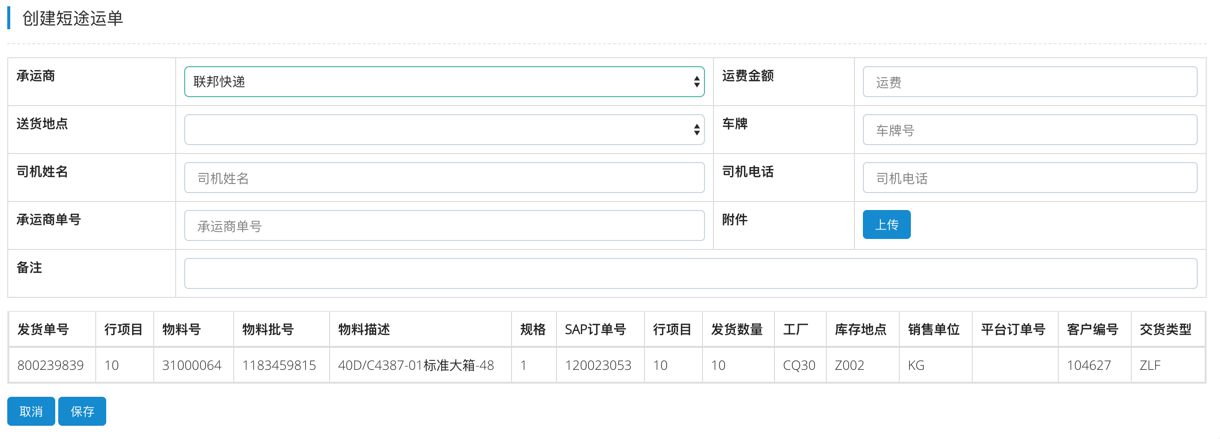 创建短途运单
承运商 联邦快递 运费金额 运费
送货地点 车牌 车牌号
司机姓名 司机姓名 司机电话 司机电话
承运商单号 承运商单号 附件 上传
备注
发货单号 行项目 物料号 物料批号 物料描述 规格 SAP订单号 行项目 发货数量 工厂 库存地点 销售单位 平台订单号 客户编号 交货类型
800239839 10 31000064 1183459815 40D/C4387-01标准大箱-48 1 120023053 10 10 CQ30 Z002 KG 104627 ZLF
取消 保存